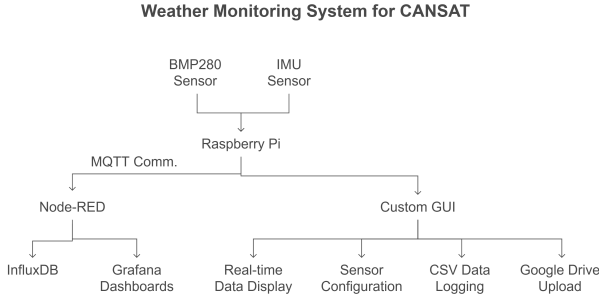 Weather Monitoring System for CANSAT
BMP280
Sensor
IMU
Sensor
Raspberry Pi
MQTT Comm.
Node-RED
Custom GUI
InfluxDB
Grafana
Dashboards
Real-time
Data Display
Sensor
Configuration
CSV Data
Logging
Google Drive
Upload